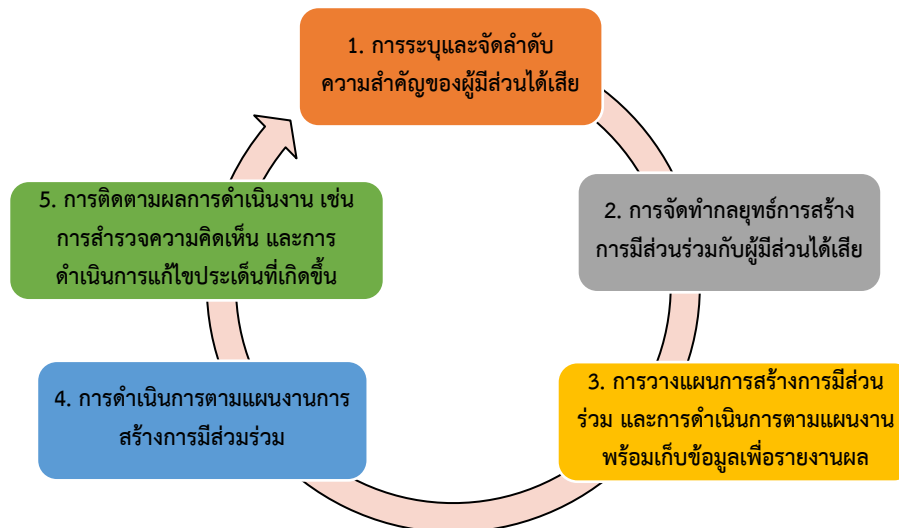 1. การระบุและจัดลำดับ
ความสำคัญของผู้มีส่วนได้เสีย
2. การจัดทำกลยุทธ์การสร้าง
การมีส่วนร่วมกับผู้มีส่วนได้เสีย
3. การวางแผนการสร้างการมีส่วน
ร่วม และการดำเนินการตามแผนงาน
พร้อมเก็บข้อมูลเพื่อรายงานผล
4. การดำเนินการตามแผนงานการ
สร้างการมีส่วมร่วม
5. การติดตามผลการดำเนินงาน เช่น
การสำรวจความคิดเห็น และการ
ดำเนินการแก้ไขประเด็นที่เกิดขึ้น